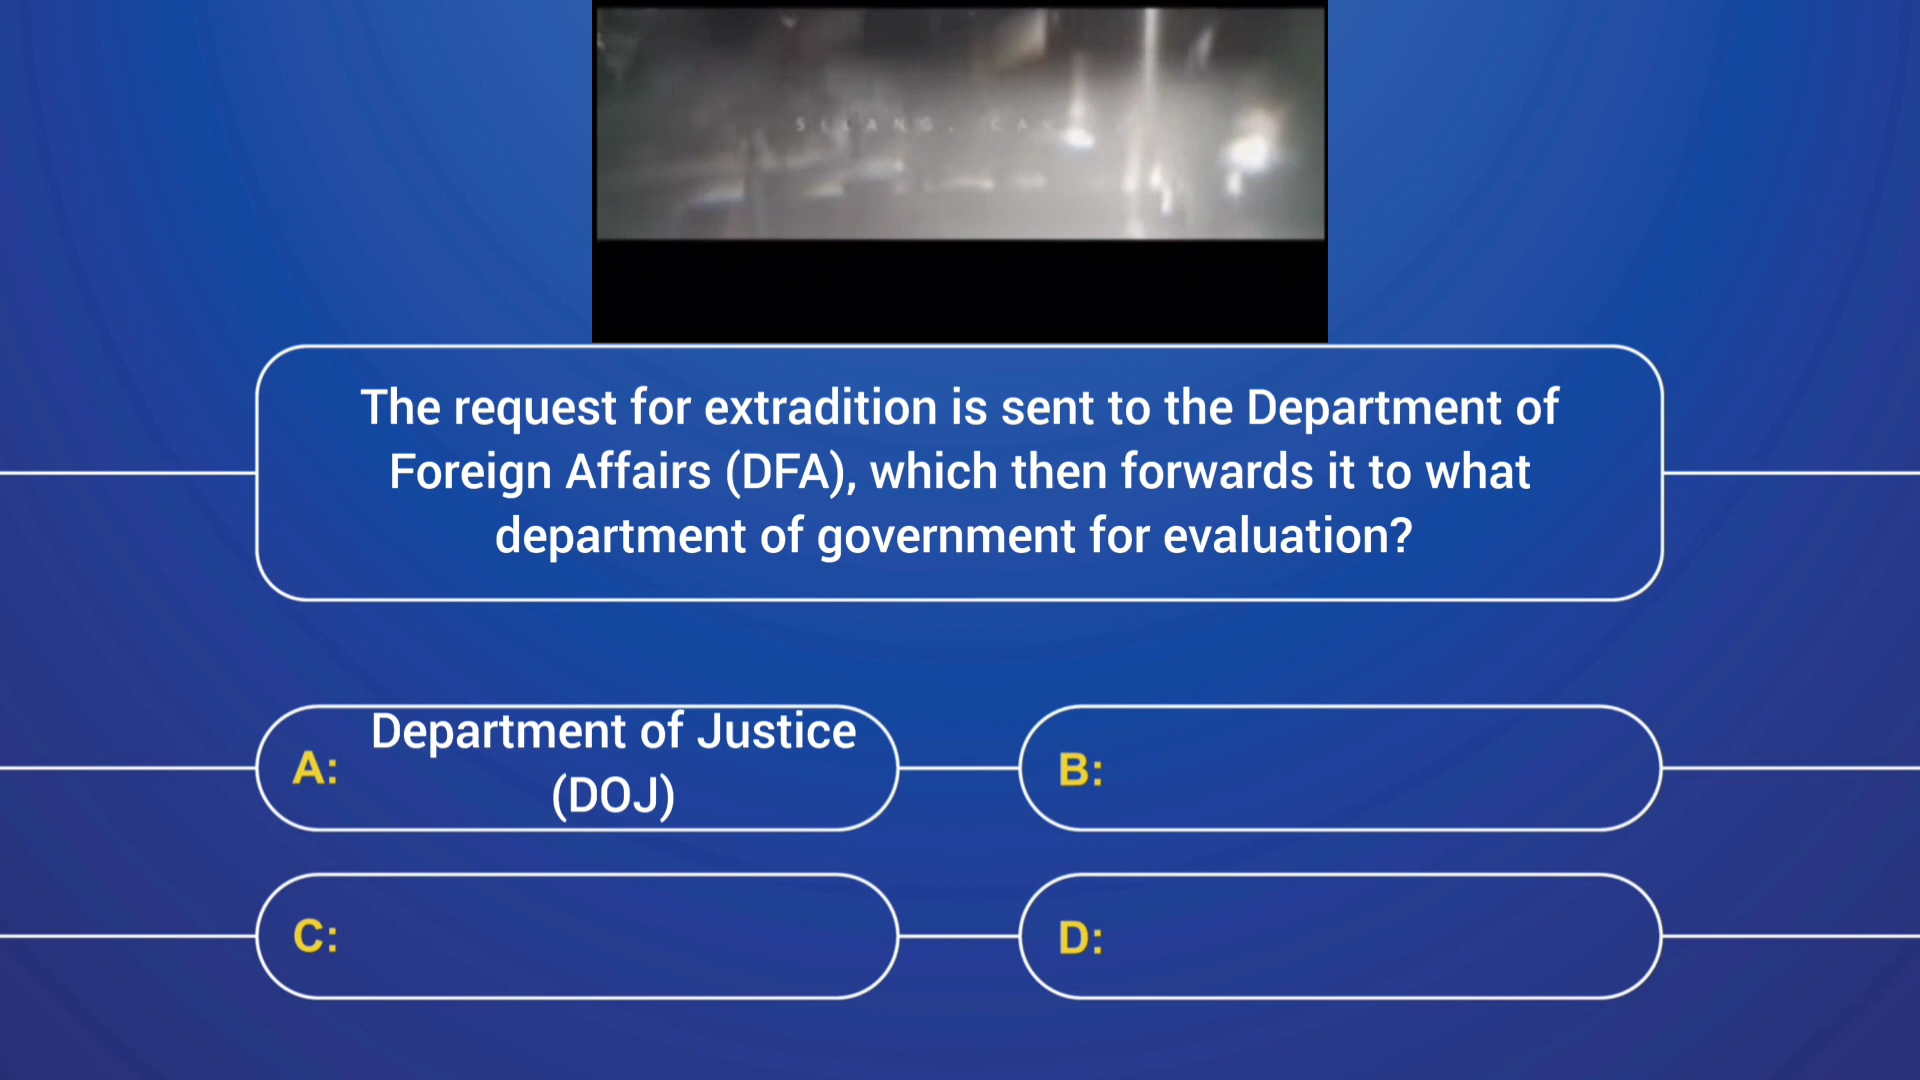 SILANG,
The request for extradition is sent to the Department of
Foreign Affairs (DFA), which then forwards it to what
department of government for evaluation?
A: Department of Justice
(DOJ)
B:
C:
D: